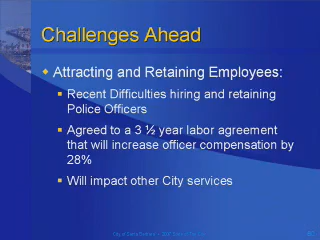 Challenges Ahead
Attracting and Retaining Employees:
Recent Difficulties hiring and retaining
Police Officers
Agreed to a 3 ½ year labor agreement
that will increase officer compensation by
28%
Will impact other City services